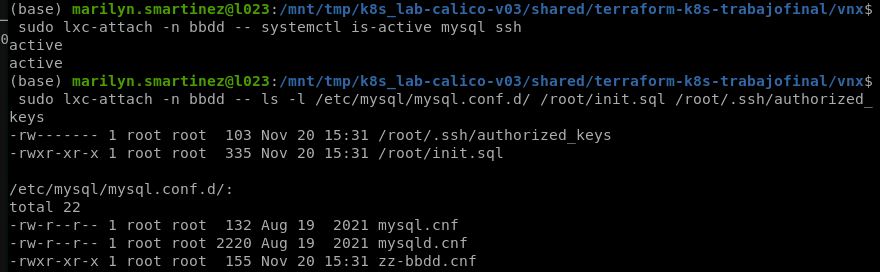 (base) marilyn.smartinez@l023:/mnt/tmp/k8s_lab-calico-v03/shared/terraform-k8s-trabajofinal/vnx$
sudo lxc-attach -n bbdd -- systemctl is-active mysql ssh
active
active
(base) marilyn.smartinez@l023:/mnt/tmp/k8s_lab-calico-v03/shared/terraform-k8s-trabajofinal/vnx$
sudo lxc-attach -n bbdd -- ls -l /etc/mysql/mysql.conf.d/ /root/init.sql /root/.ssh/authorized_
keys
-rw------- 1 root root  103 Nov 20 15:31 /root/.ssh/authorized_keys
-rwxr-xr-x 1 root root  335 Nov 20 15:31 /root/init.sql
/etc/mysql/mysql.conf.d/:
total 22
-rw-r--r-- 1 root root  132 Aug 19  2021 mysql.cnf
-rw-r--r-- 1 root root 2220 Aug 19  2021 mysqld.cnf
-rwxr-xr-x 1 root root  155 Nov 20 15:31 zz-bbdd.cnf